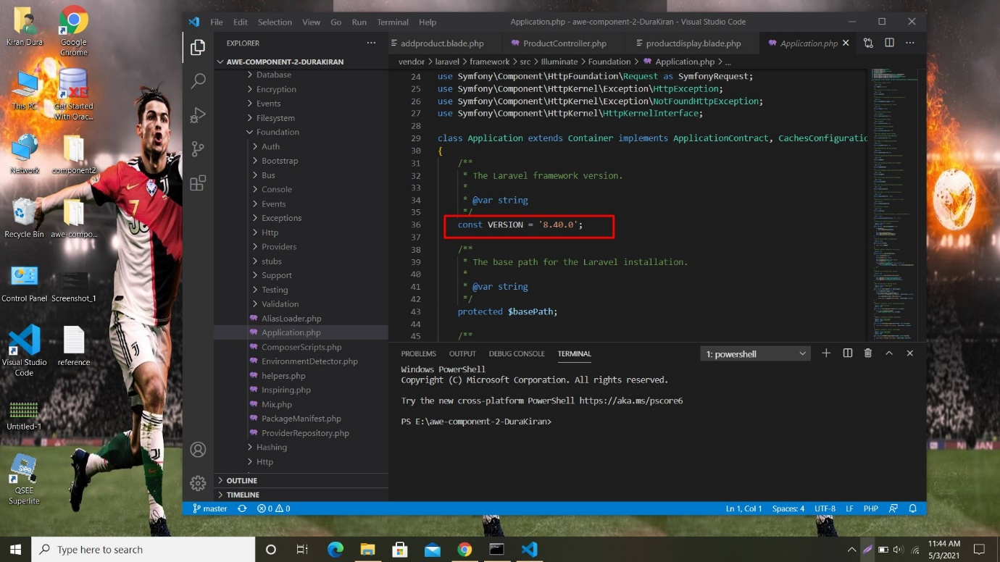 Kiran Dura
Google Chrome
This PC
Get Started With Orac...
Network
component2
Recycle Bin
awe-compo...
Control Panel
Screenshot_1
Visual Studio Code
reference
Untitled-1
QSEE Superlite
File Edit Selection View Go Run Terminal Help
Application.php - awe-component-2-DuraKiran - Visual Studio Code
EXPLORER
AWE-COMPONENT-2-DURAKIRAN
Database
Encryption
Events
Filesystem
Foundation
Auth
Bootstrap
Bus
Console
Events
Exceptions
Http
Providers
stubs
Support
Testing
Validation
AliasLoader.php
Application.php
ComposerScripts.php
EnvironmentDetector.php
helpers.php
Inspiring.php
Mix.php
PackageManifest.php
ProviderRepository.php
Hashing
Http
OUTLINE
TIMELINE
addproduct.blade.php ProductController.php productdisplay.blade.php Application.php
vendor > laravel > framework > src > Illuminate > Foundation > Application.php > ...
24 use Symfony\Component\HttpFoundation\Request as SymfonyRequest;
25 use Symfony\Component\HttpKernel\Exception\HttpException;
26 use Symfony\Component\HttpKernel\Exception\NotFoundHttpException;
27 use Symfony\Component\HttpKernel\HttpKernelInterface;
28
29 class Application extends Container implements ApplicationContract, CachesConfiguratio
30 {
31 /**
32 * The Laravel framework version.
33 *
34 * @var string
35 */
36 const VERSION = '8.40.0';
37
38 /**
39 * The base path for the Laravel installation.
40 *
41 * @var string
42 */
43 protected $basePath;
44
45 /**
PROBLEMS OUTPUT DEBUG CONSOLE TERMINAL 1: powershell
Windows PowerShell
Copyright (C) Microsoft Corporation. All rights reserved.
Try the new cross-platform PowerShell https://aka.ms/pscore6
PS E:\awe-component-2-DuraKiran>
master 0 0 Ln 1, Col 1 Spaces: 4 UTF-8 LF PHP
Type here to search
11:44 AM
5/3/2021